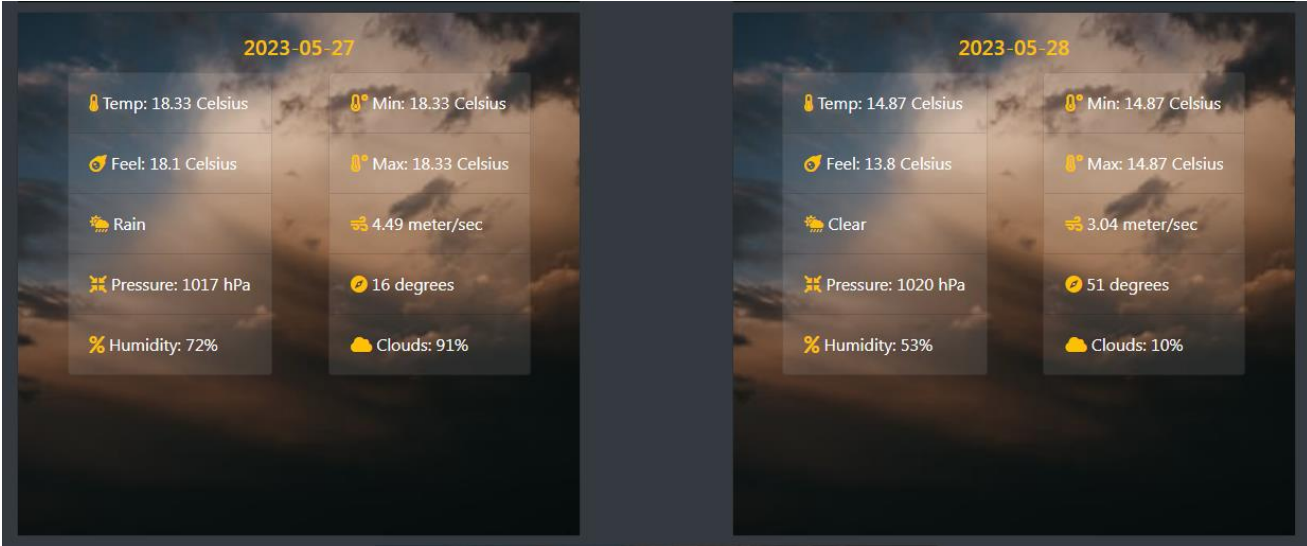 2023-05-27
Temp: 18.33 Celsius
Feel: 18.1 Celsius
Rain
Pressure: 1017 hPa
Humidity: 72%
Min: 18.33 Celsius
Max: 18.33 Celsius
4.49 meter/sec
16 degrees
Clouds: 91%
2023-05-28
Temp: 14.87 Celsius
Feel: 13.8 Celsius
Clear
Pressure: 1020 hPa
Humidity: 53%
Min: 14.87 Celsius
Max: 14.87 Celsius
3.04 meter/sec
51 degrees
Clouds: 10%